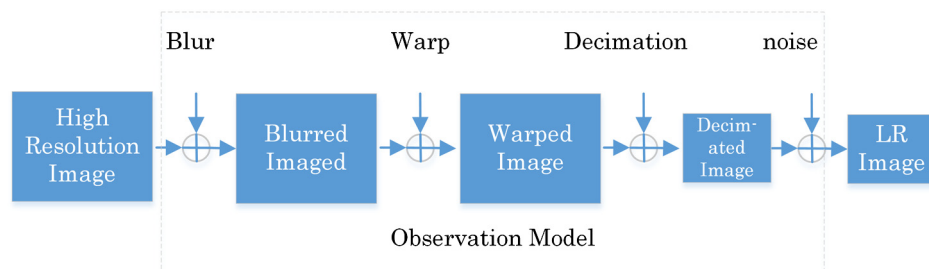 Blur
Warp
Decimation
noise
High
Resolution
Image
Blurred
Imaged
Warped
Image
Decim-
ated
Image
LR
Image
Observation Model